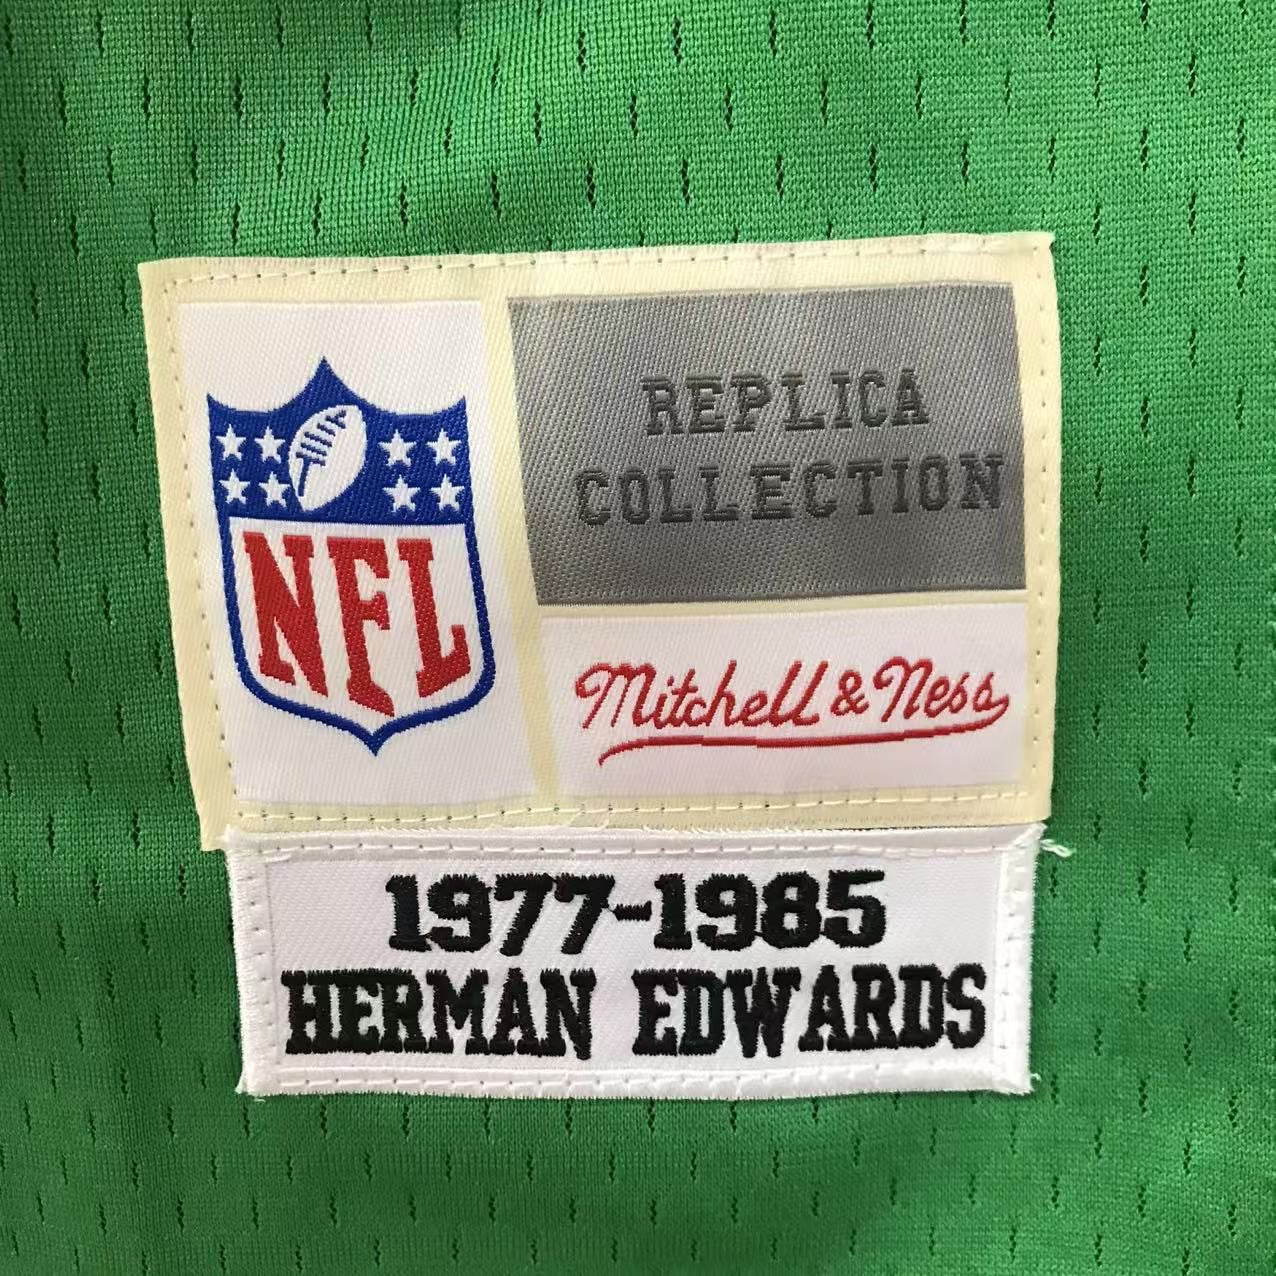 NFL
REPLICA
COLLECTION
Mitchell & Ness
1977-1985
HERMAN EDWARDS